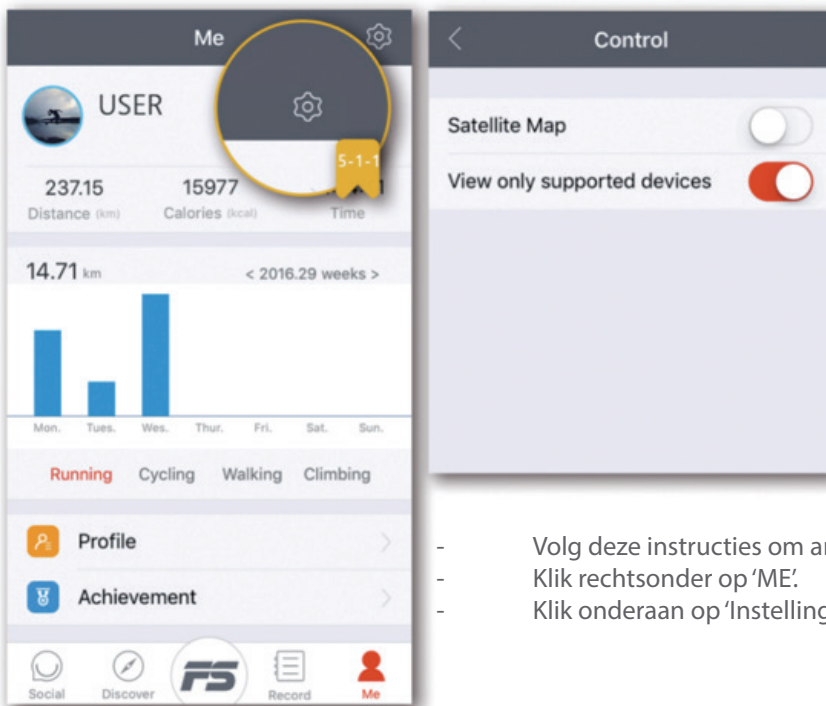 Me
USER
5-1-1
237.15
15977
Distance (km)
Calories (kcal)
Time
14.71 km
< 2016.29 weeks >
Mon. Tues. Wes. Thur. Fri. Sat. Sun.
Running Cycling Walking Climbing
Profile
Achievement
Social Discover FS Record Me
Control
Satellite Map
View only supported devices
- Volg deze instructies om
- Klik rechtsonder op ‘ME’.
- Klik onderaan op